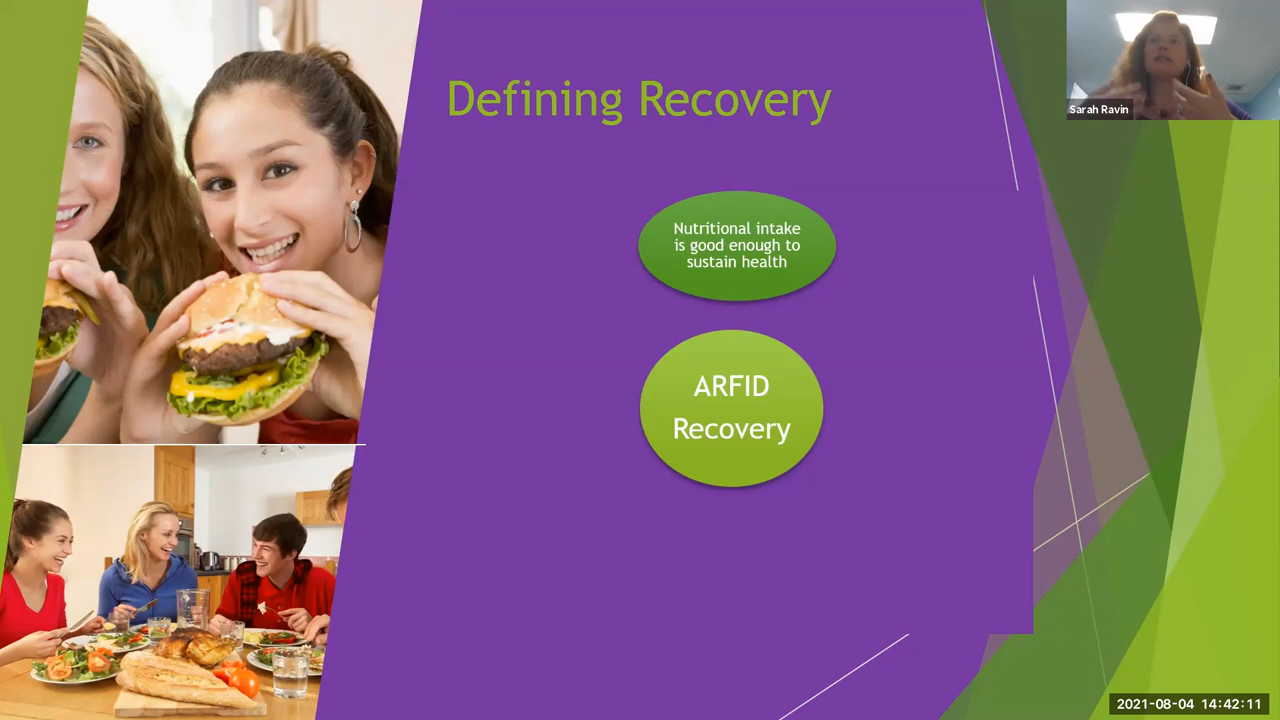 Defining Recovery
Sarah Ravin
Nutritional intake
is good enough to
sustain health
ARFID
Recovery
2021-08-04 14:42:11